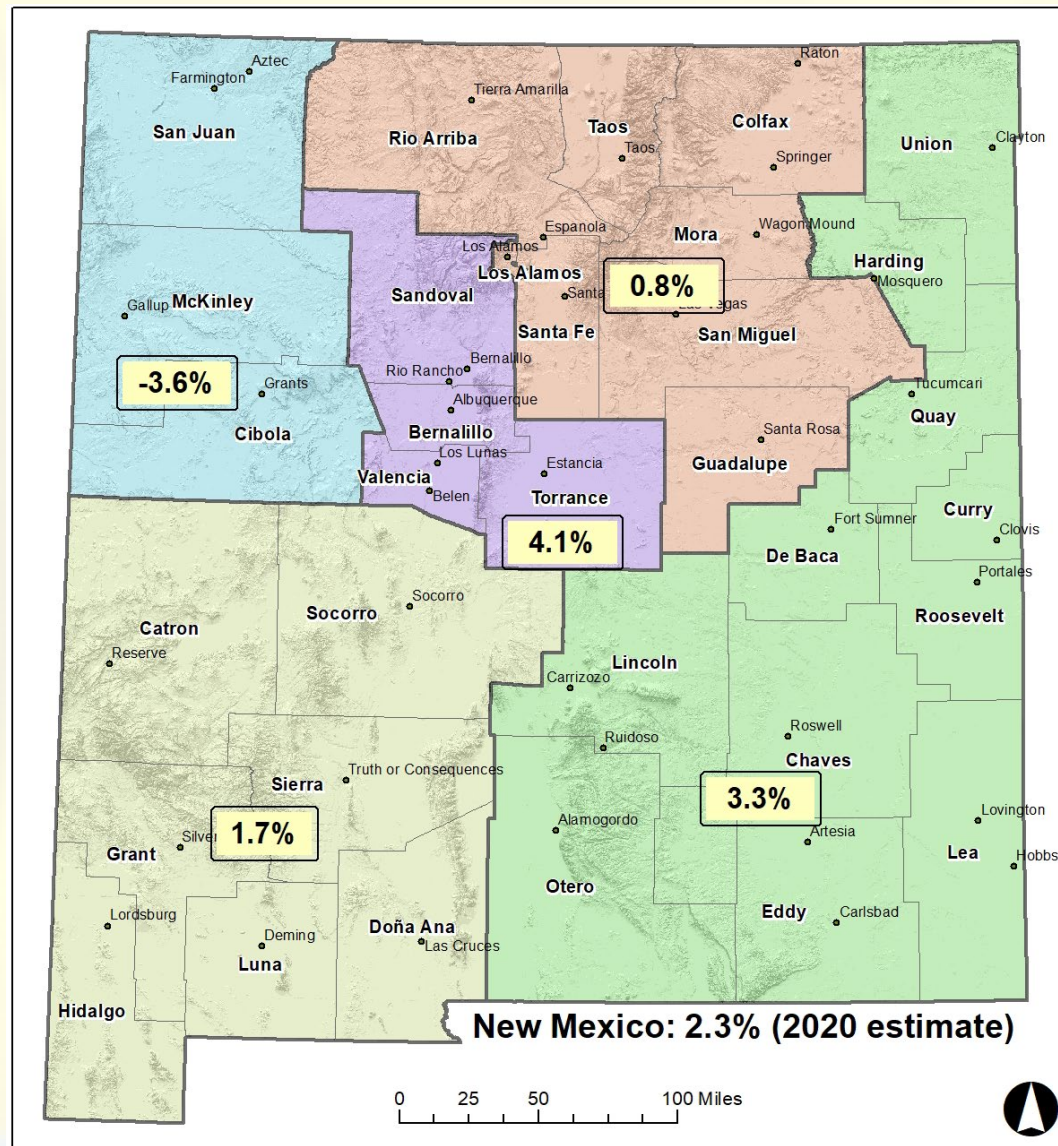 Aztec
Farmington
San Juan
Tierra Amarilla
Rio Arriba
Taos
Taos
Raton
Colfax
Springer
Union
Clayton
Espanola
Los Alamos
Los Alamos
Mora
Wagon Mound
Harding
Mosquero
Sandoval
Santa
0.8%
Las Vegas
Santa Fe
San Miguel
McKinley
Gallup
-3.6%
Grants
Cibola
Bernalillo
Rio Rancho
Albuquerque
Bernalillo
Los Lunas
Valencia
Belen
Estancia
Torrance
4.1%
Santa Rosa
Guadalupe
Tucumcari
Quay
Curry
Clovis
Fort Sumner
De Baca
Portales
Roosevelt
Catron
Reserve
Socorro
Socorro
Lincoln
Carrizozo
Ruidoso
Roswell
Chaves
Sierra
Truth or Consequences
Silver
1.7%
Grant
3.3%
Alamogordo
Artesia
Lovington
Lea
Hobbs
Otero
Eddy
Carlsbad
Lordsburg
Deming
Luna
Doña Ana
Las Cruces
Hidalgo
New Mexico: 2.3% (2020 estimate)
0 25 50 100 Miles